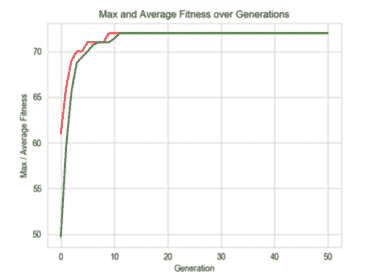 Max and Average Fitness over Generations
Max / Average Fitness
70
65
60
55
50
0 10 20 30 40 50
Generation